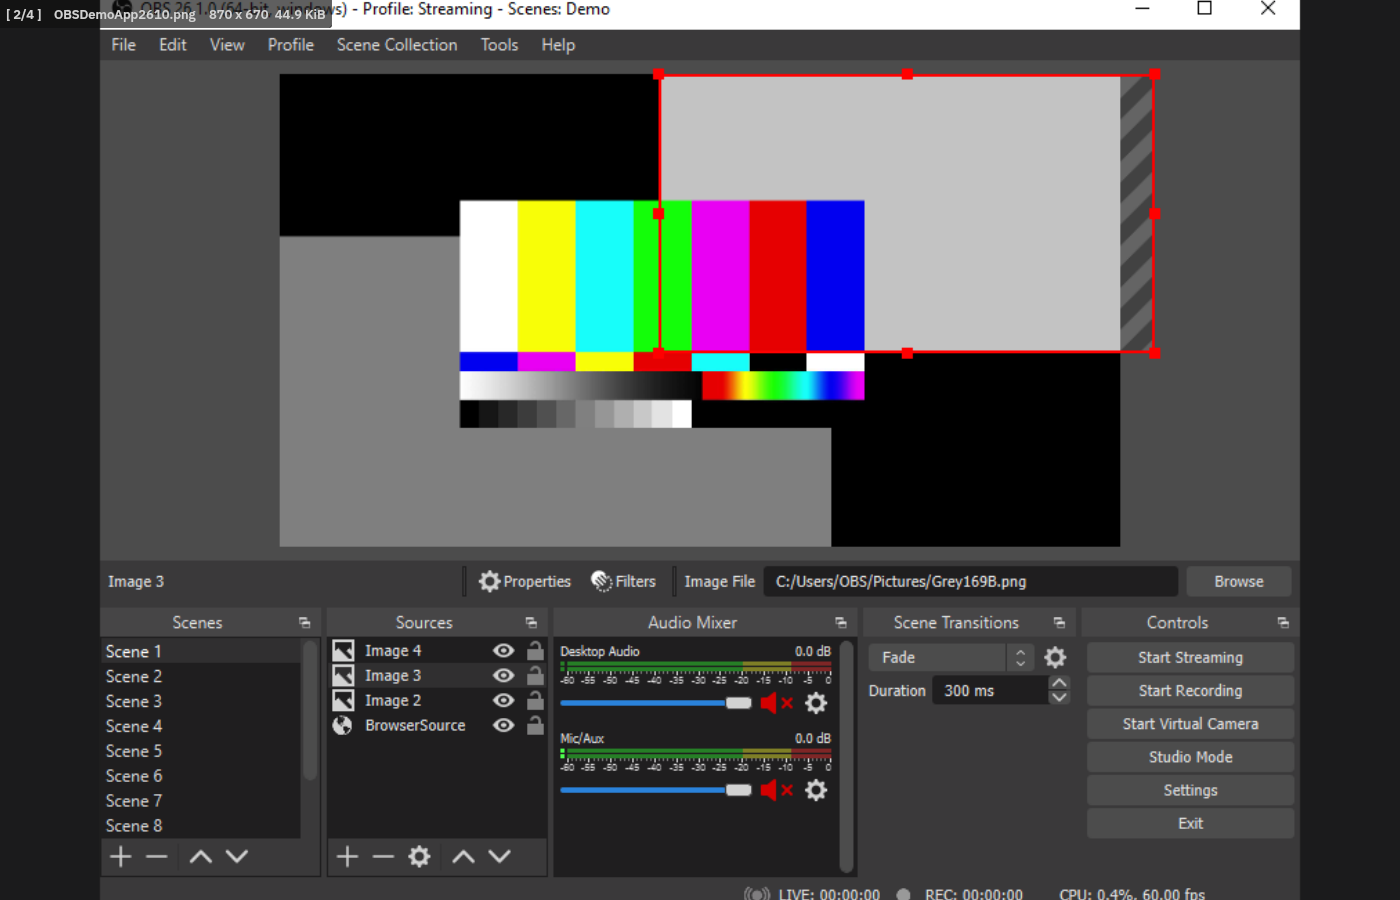 [ 2/4 ] OBSDemoApp2610.png 870 x 670 44.9 KiB
OBS 26.1.0 (64-bit, windows) - Profile: Streaming - Scenes: Demo
File Edit View Profile Scene Collection Tools Help
Image 3 Properties Filters Image File C:/Users/OBS/Pictures/Grey169B.png Browse
Scenes
Scene 1
Scene 2
Scene 3
Scene 4
Scene 5
Scene 6
Scene 7
Scene 8
Sources
Image 4
Image 3
Image 2
BrowserSource
Audio Mixer
Desktop Audio 0.0 dB
-60 -55 -50 -45 -40 -35 -30 -25 -20 -15 -10 -5 0
Mic/Aux 0.0 dB
-60 -55 -50 -45 -40 -35 -30 -25 -20 -15 -10 -5 0
Scene Transitions
Fade
Duration 300 ms
Controls
Start Streaming
Start Recording
Start Virtual Camera
Studio Mode
Settings
Exit
LIVE: 00:00:00 REC: 00:00:00 CPU: 0.4%, 60.00 fps